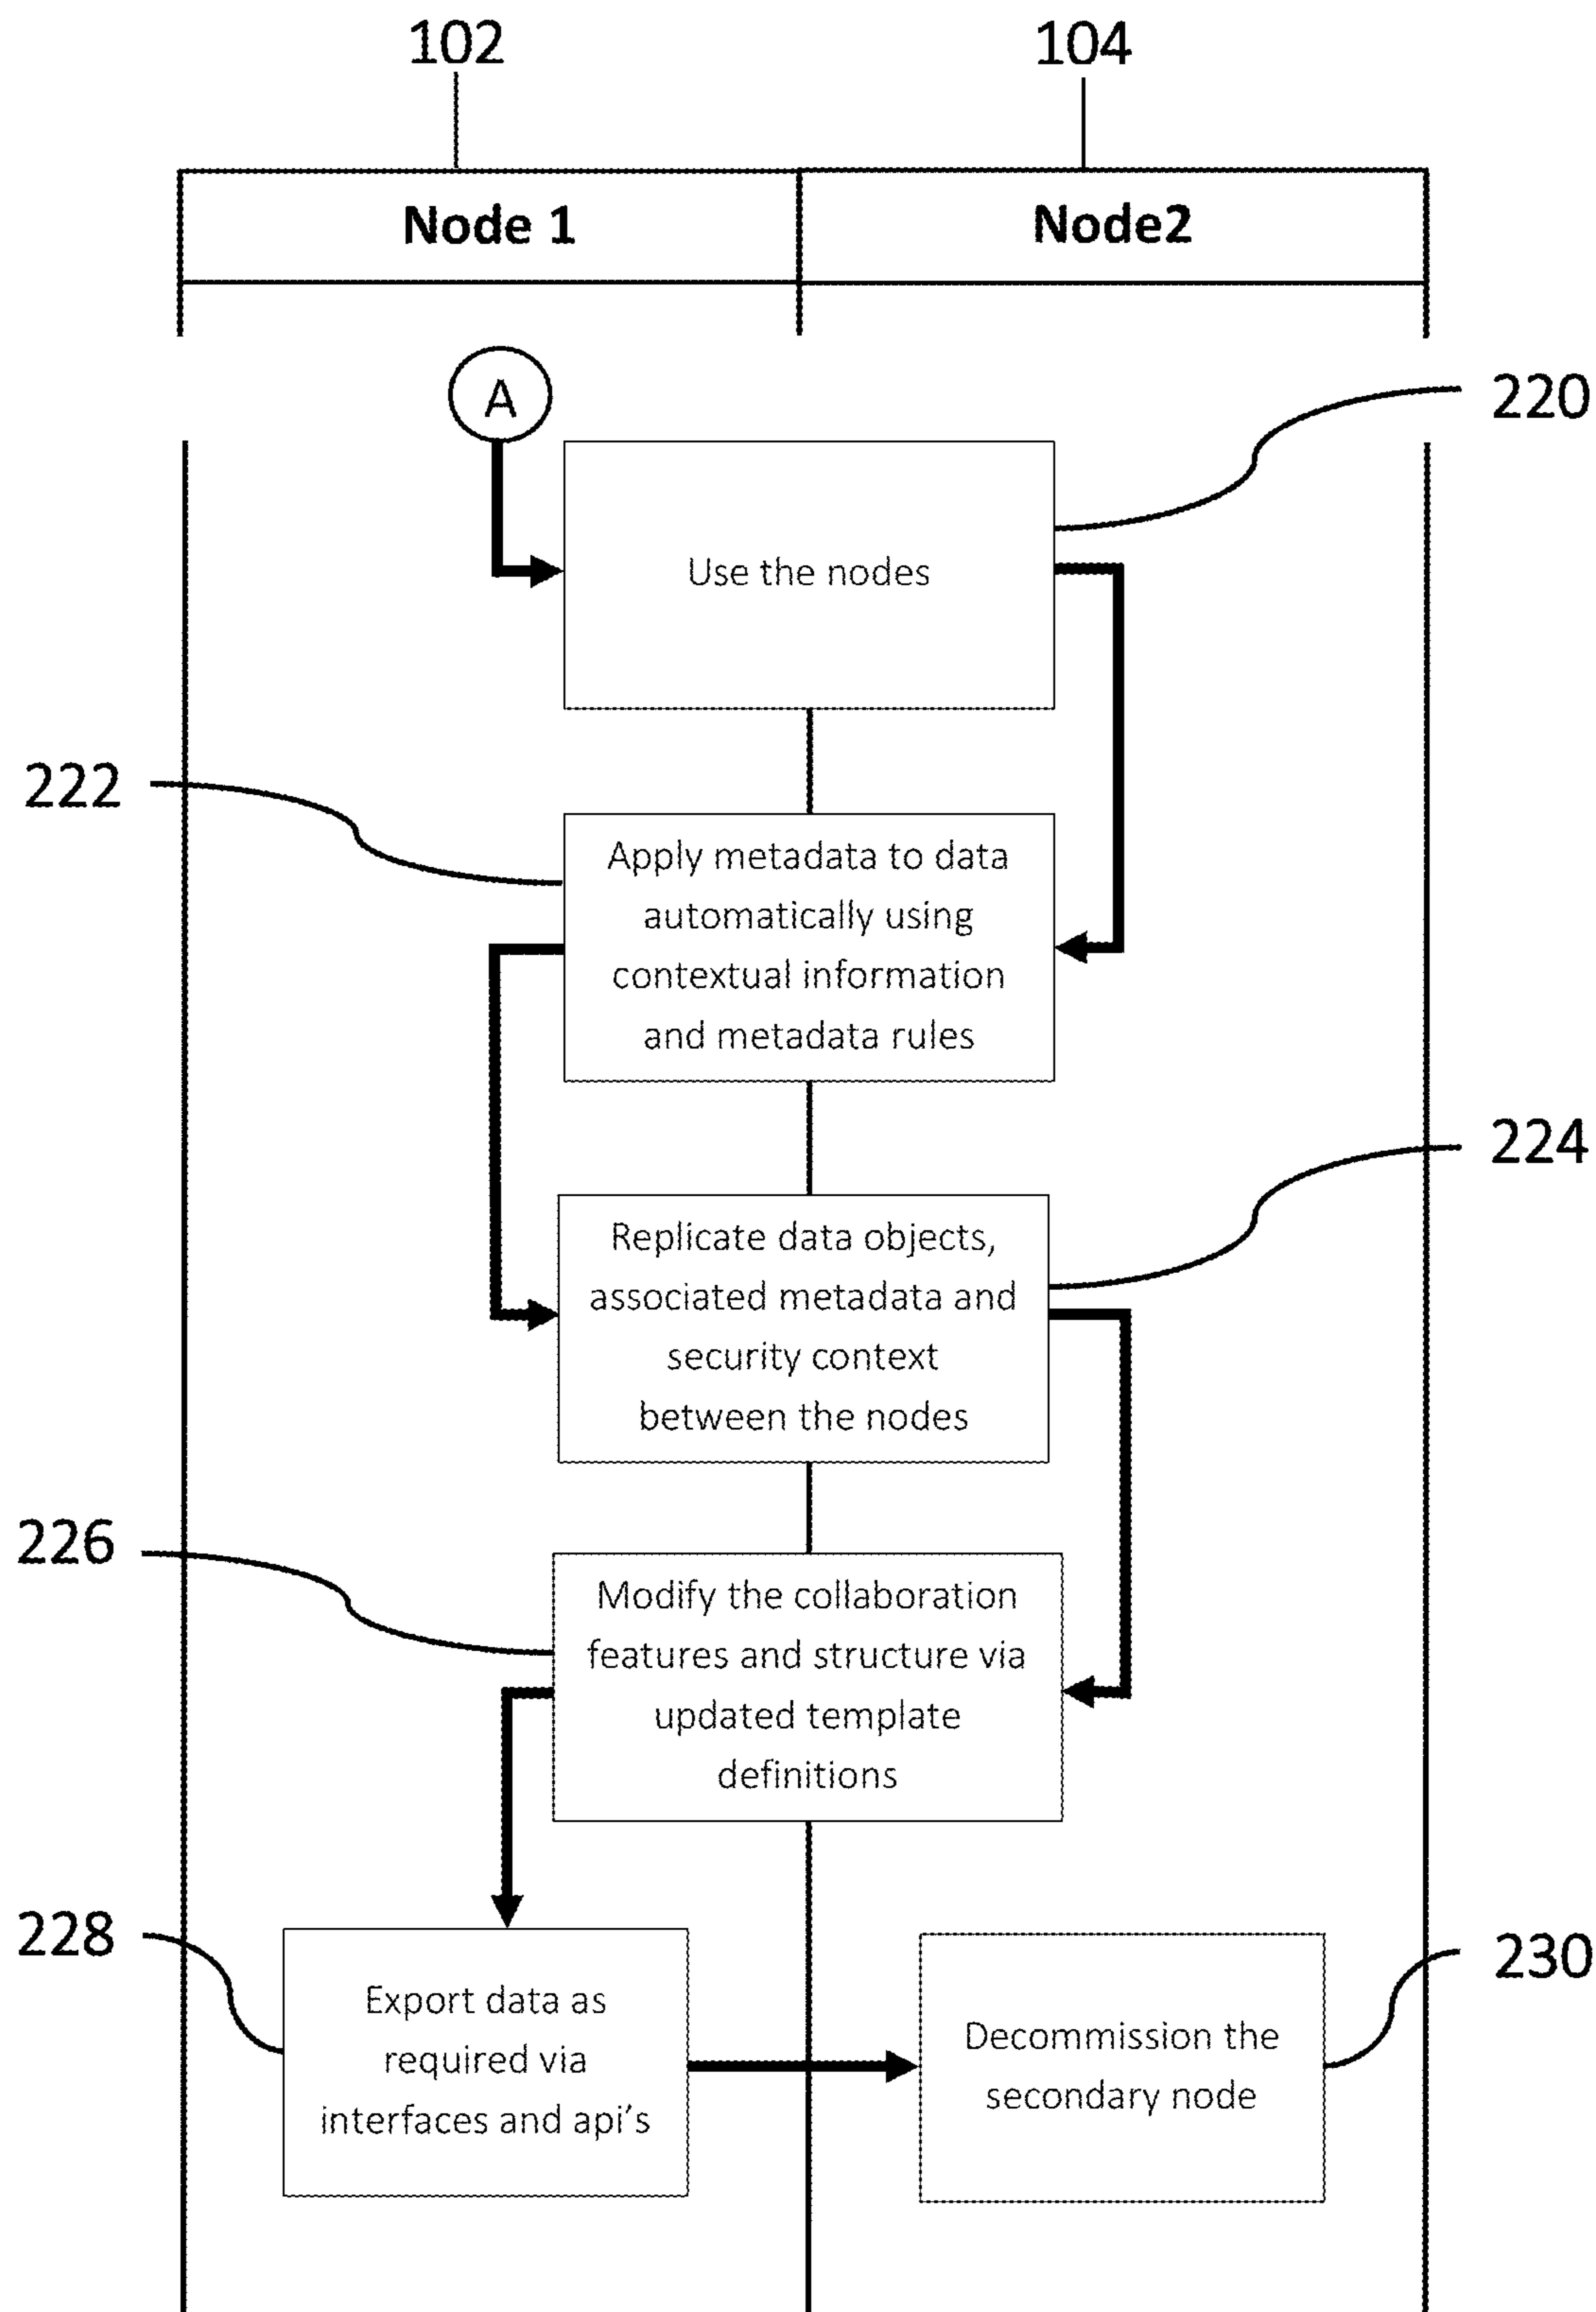 102
104
Node 1
Node2
A
220
Use the nodes
222
Apply metadata to data
automatically using
contextual information
and metadata rules
224
Replicate data objects,
associated metadata and
security context
between the nodes
226
Modify the collaboration
features and structure via
updated template
definitions
228
Export data as
required via
interfaces and api's
230
Decommission the
secondary node